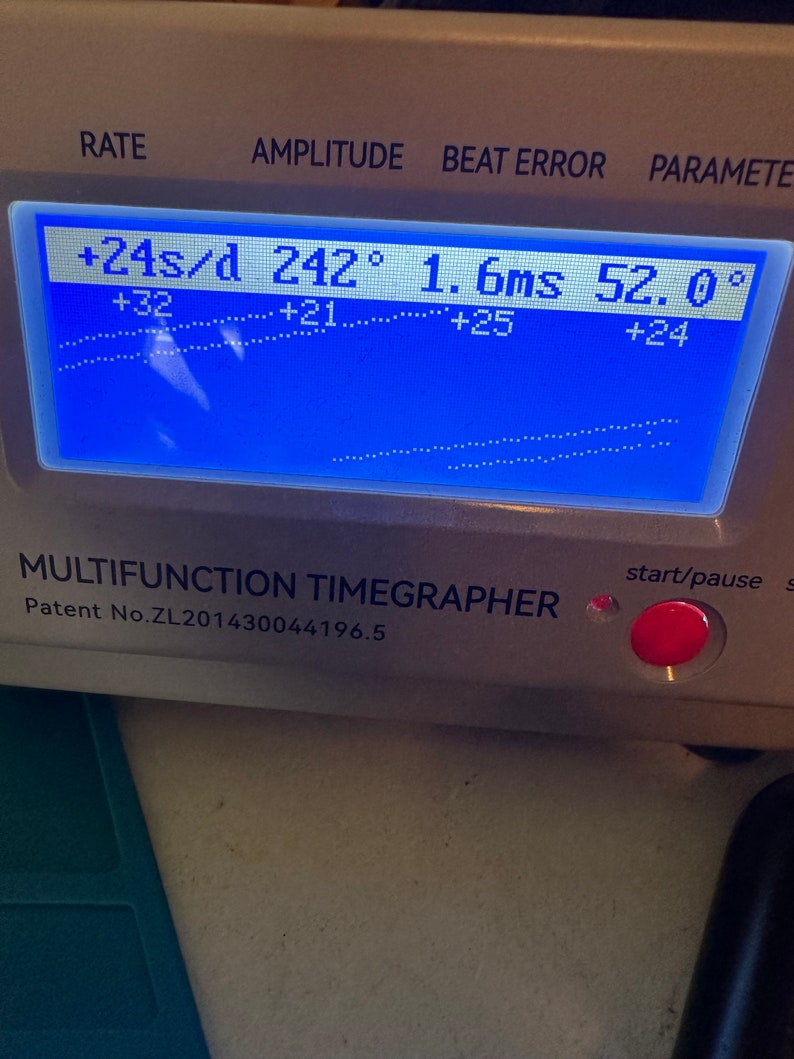 RATE AMPLITUDE BEAT ERROR PARAMETE
+24s/d 242° 1.6ms 52.0°
+32 +21 +25 +24
MULTIFUNCTION TIMEGRAPHER
Patent No.ZL201430044196.5
start/pause s